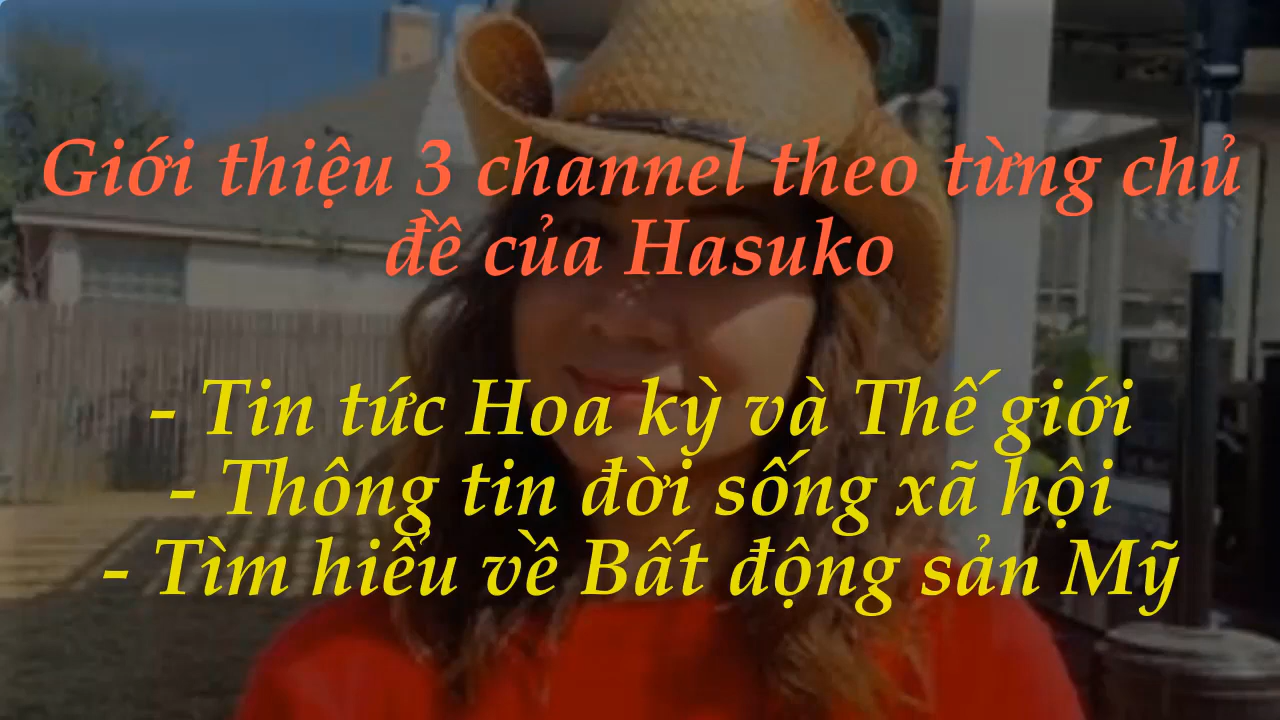 Giới thiệu 3 channel theo từng chủ
đề của Hasuko
- Tin tức Hoa kỳ và Thế giới
- Thông tin đời sống xã hội
- Tìm hiểu về Bất động sản Mỹ